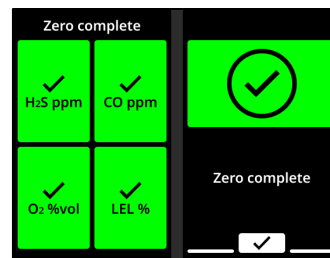 Zero complete
H2S ppm
CO ppm
O2 %vol
LEL %
Zero complete